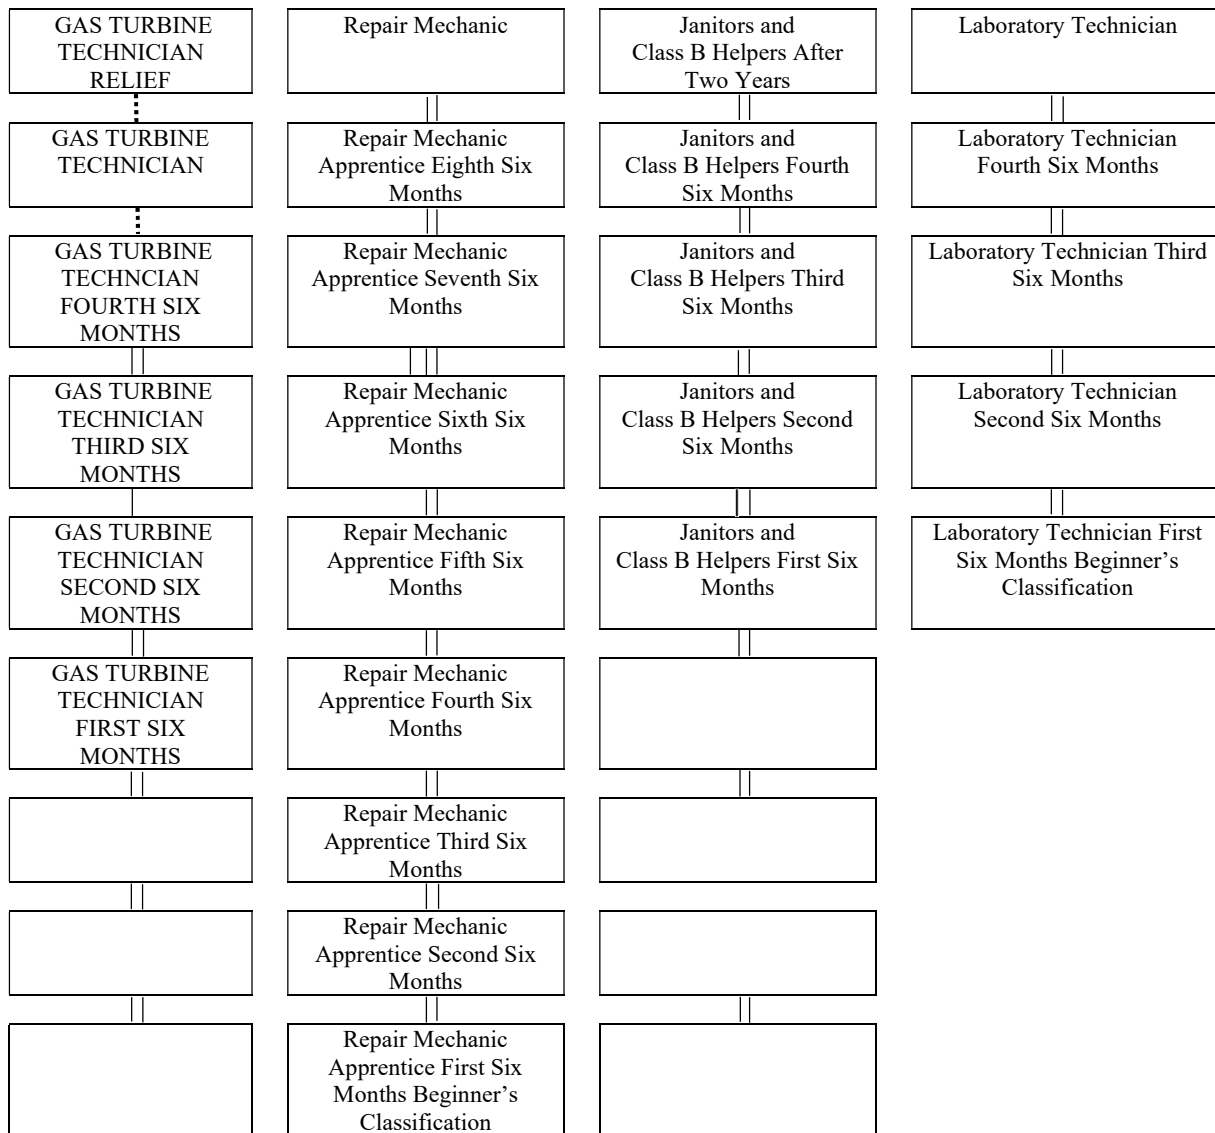 GAS TURBINE
TECHNICIAN
RELIEF
Repair Mechanic
Janitors and
Class B Helpers After
Two Years
Laboratory Technician
GAS TURBINE
TECHNICIAN
Repair Mechanic
Apprentice Eighth Six
Months
Janitors and
Class B Helpers Fourth
Six Months
Laboratory Technician
Fourth Six Months
GAS TURBINE
TECHNCIAN
FOURTH SIX
MONTHS
Repair Mechanic
Apprentice Seventh Six
Months
Janitors and
Class B Helpers Third
Six Months
Laboratory Technician Third
Six Months
GAS TURBINE
TECHNICIAN
THIRD SIX
MONTHS
Repair Mechanic
Apprentice Sixth Six
Months
Janitors and
Class B Helpers Second
Six Months
Laboratory Technician
Second Six Months
GAS TURBINE
TECHNICIAN
SECOND SIX
MONTHS
Repair Mechanic
Apprentice Fifth Six
Months
Janitors and
Class B Helpers First Six
Months
Laboratory Technician First
Six Months Beginner’s
Classification
GAS TURBINE
TECHNICIAN
FIRST SIX
MONTHS
Repair Mechanic
Apprentice Fourth Six
Months
Repair Mechanic
Apprentice Third Six
Months
Repair Mechanic
Apprentice Second Six
Months
Repair Mechanic
Apprentice First Six
Months Beginner’s
Classification